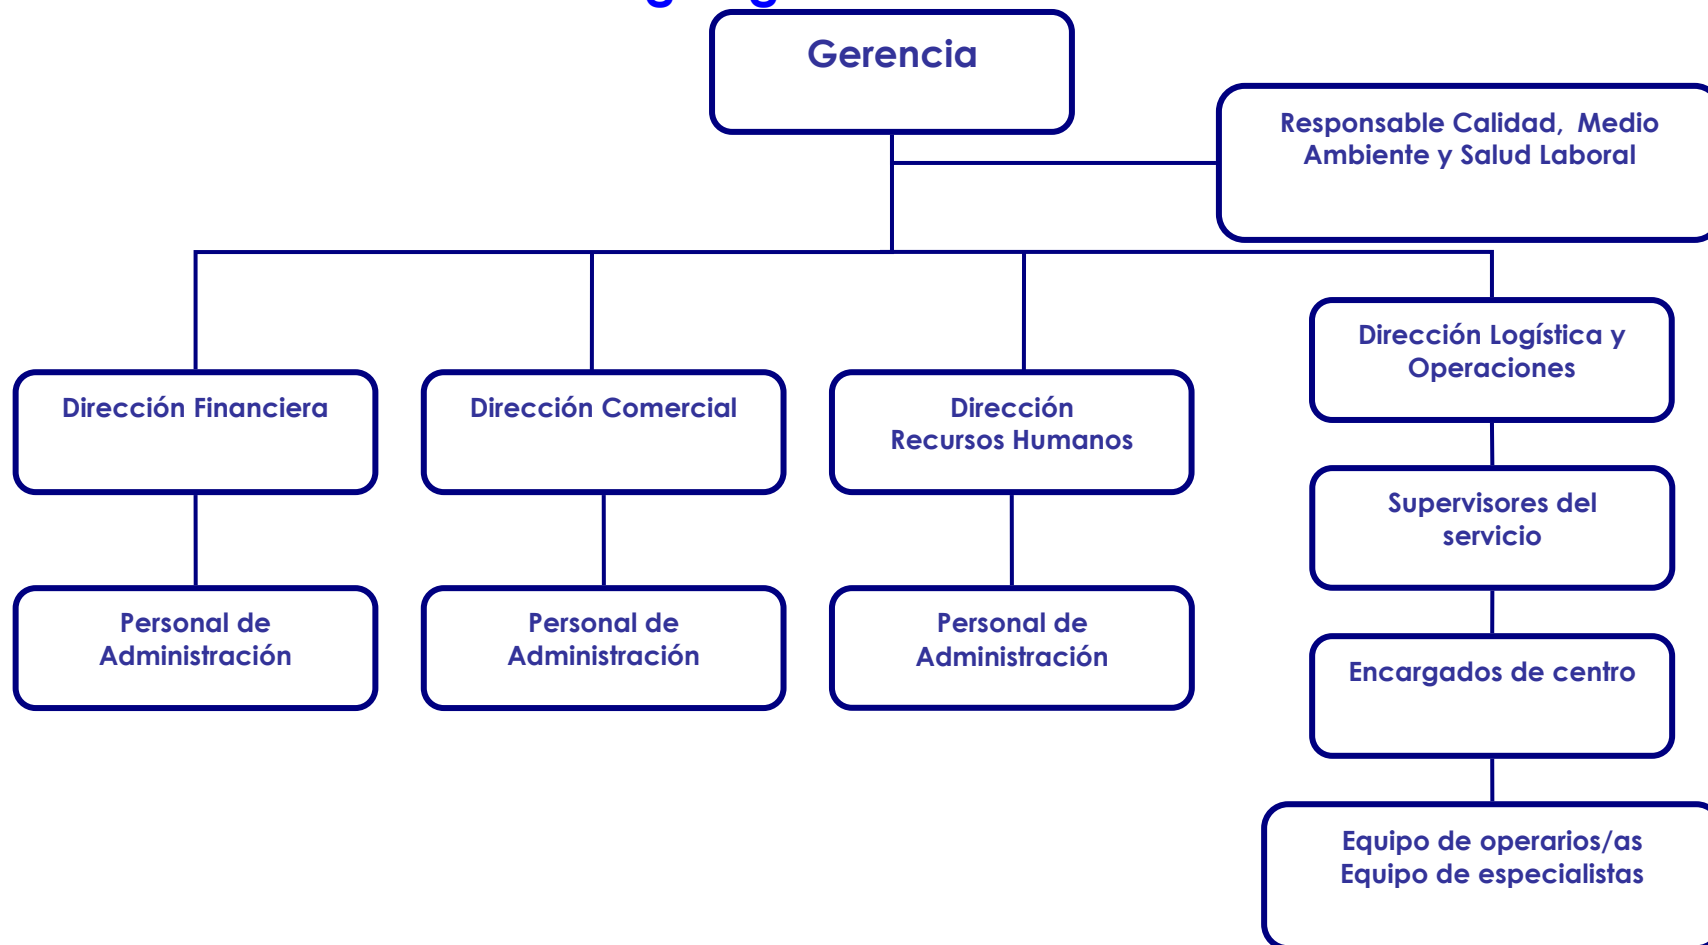 Gerencia
Responsable Calidad, Medio
Ambiente y Salud Laboral
Dirección Logística y
Operaciones
Dirección Financiera
Dirección Comercial
Dirección
Recursos Humanos
Supervisores del
servicio
Personal de
Administración
Personal de
Administración
Personal de
Administración
Encargados de centro
Equipo de operarios/as
Equipo de especialistas